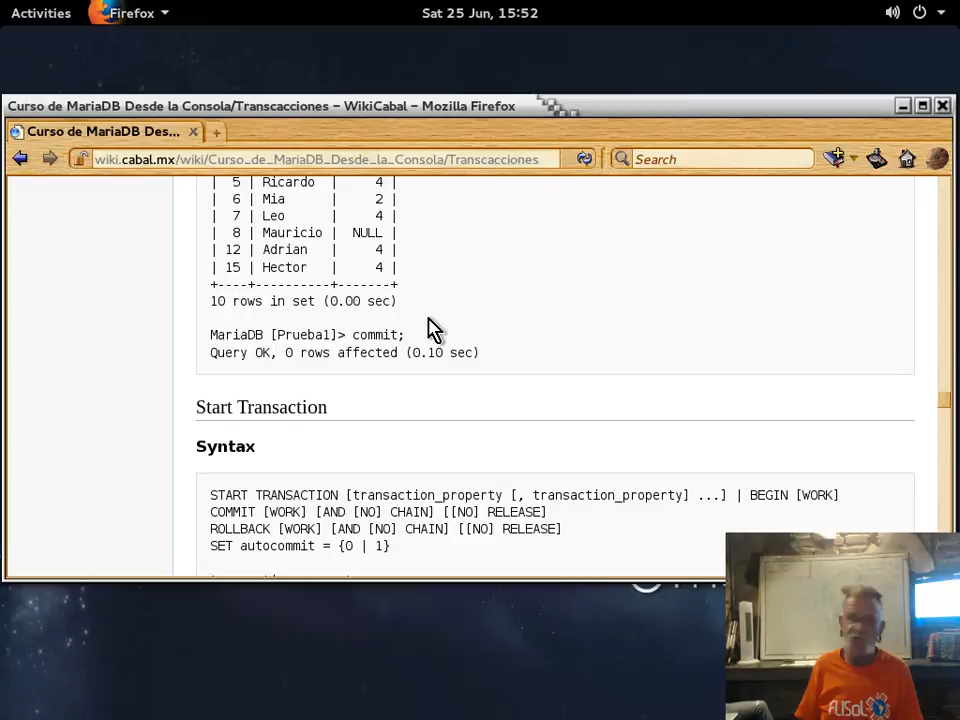 Activities Firefox Sat 25 Jun, 15:52
Curso de MariaDB Desde la Consola/Transcacciones – WikiCabal – Mozilla Firefox
Curso de MariaDB Des...
wiki.cabal.mx/wiki/Curso_de_MariaDB_Desde_la_Consola/Transcacciones Search
| 5 | Ricardo | 4 |
| 6 | Mia | 2 |
| 7 | Leo | 4 |
| 8 | Mauricio | NULL |
| 12 | Adrian | 4 |
| 15 | Hector | 4 |
+----+----------+-------+
10 rows in set (0.00 sec)
MariaDB [Prueba1]> commit;
Query OK, 0 rows affected (0.10 sec)
Start Transaction
Syntax
START TRANSACTION [transaction_property [, transaction_property] ...] | BEGIN [WORK]
COMMIT [WORK] [AND [NO] CHAIN] [[NO] RELEASE]
ROLLBACK [WORK] [AND [NO] CHAIN] [[NO] RELEASE]
SET autocommit = {0 | 1}
FLISoL